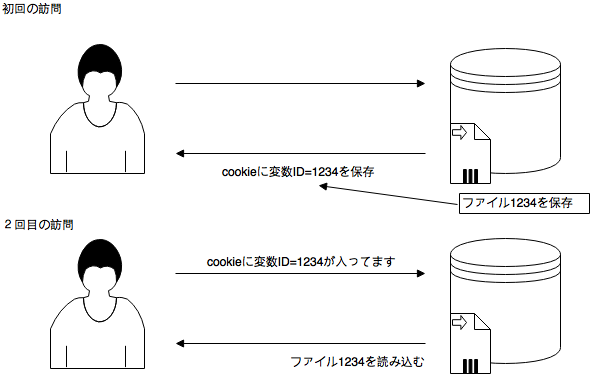 初回の訪問
cookieに変数ID=1234を保存
ファイル1234を保存
２回目の訪問
cookieに変数ID=1234が入ってます
ファイル1234を読み込む